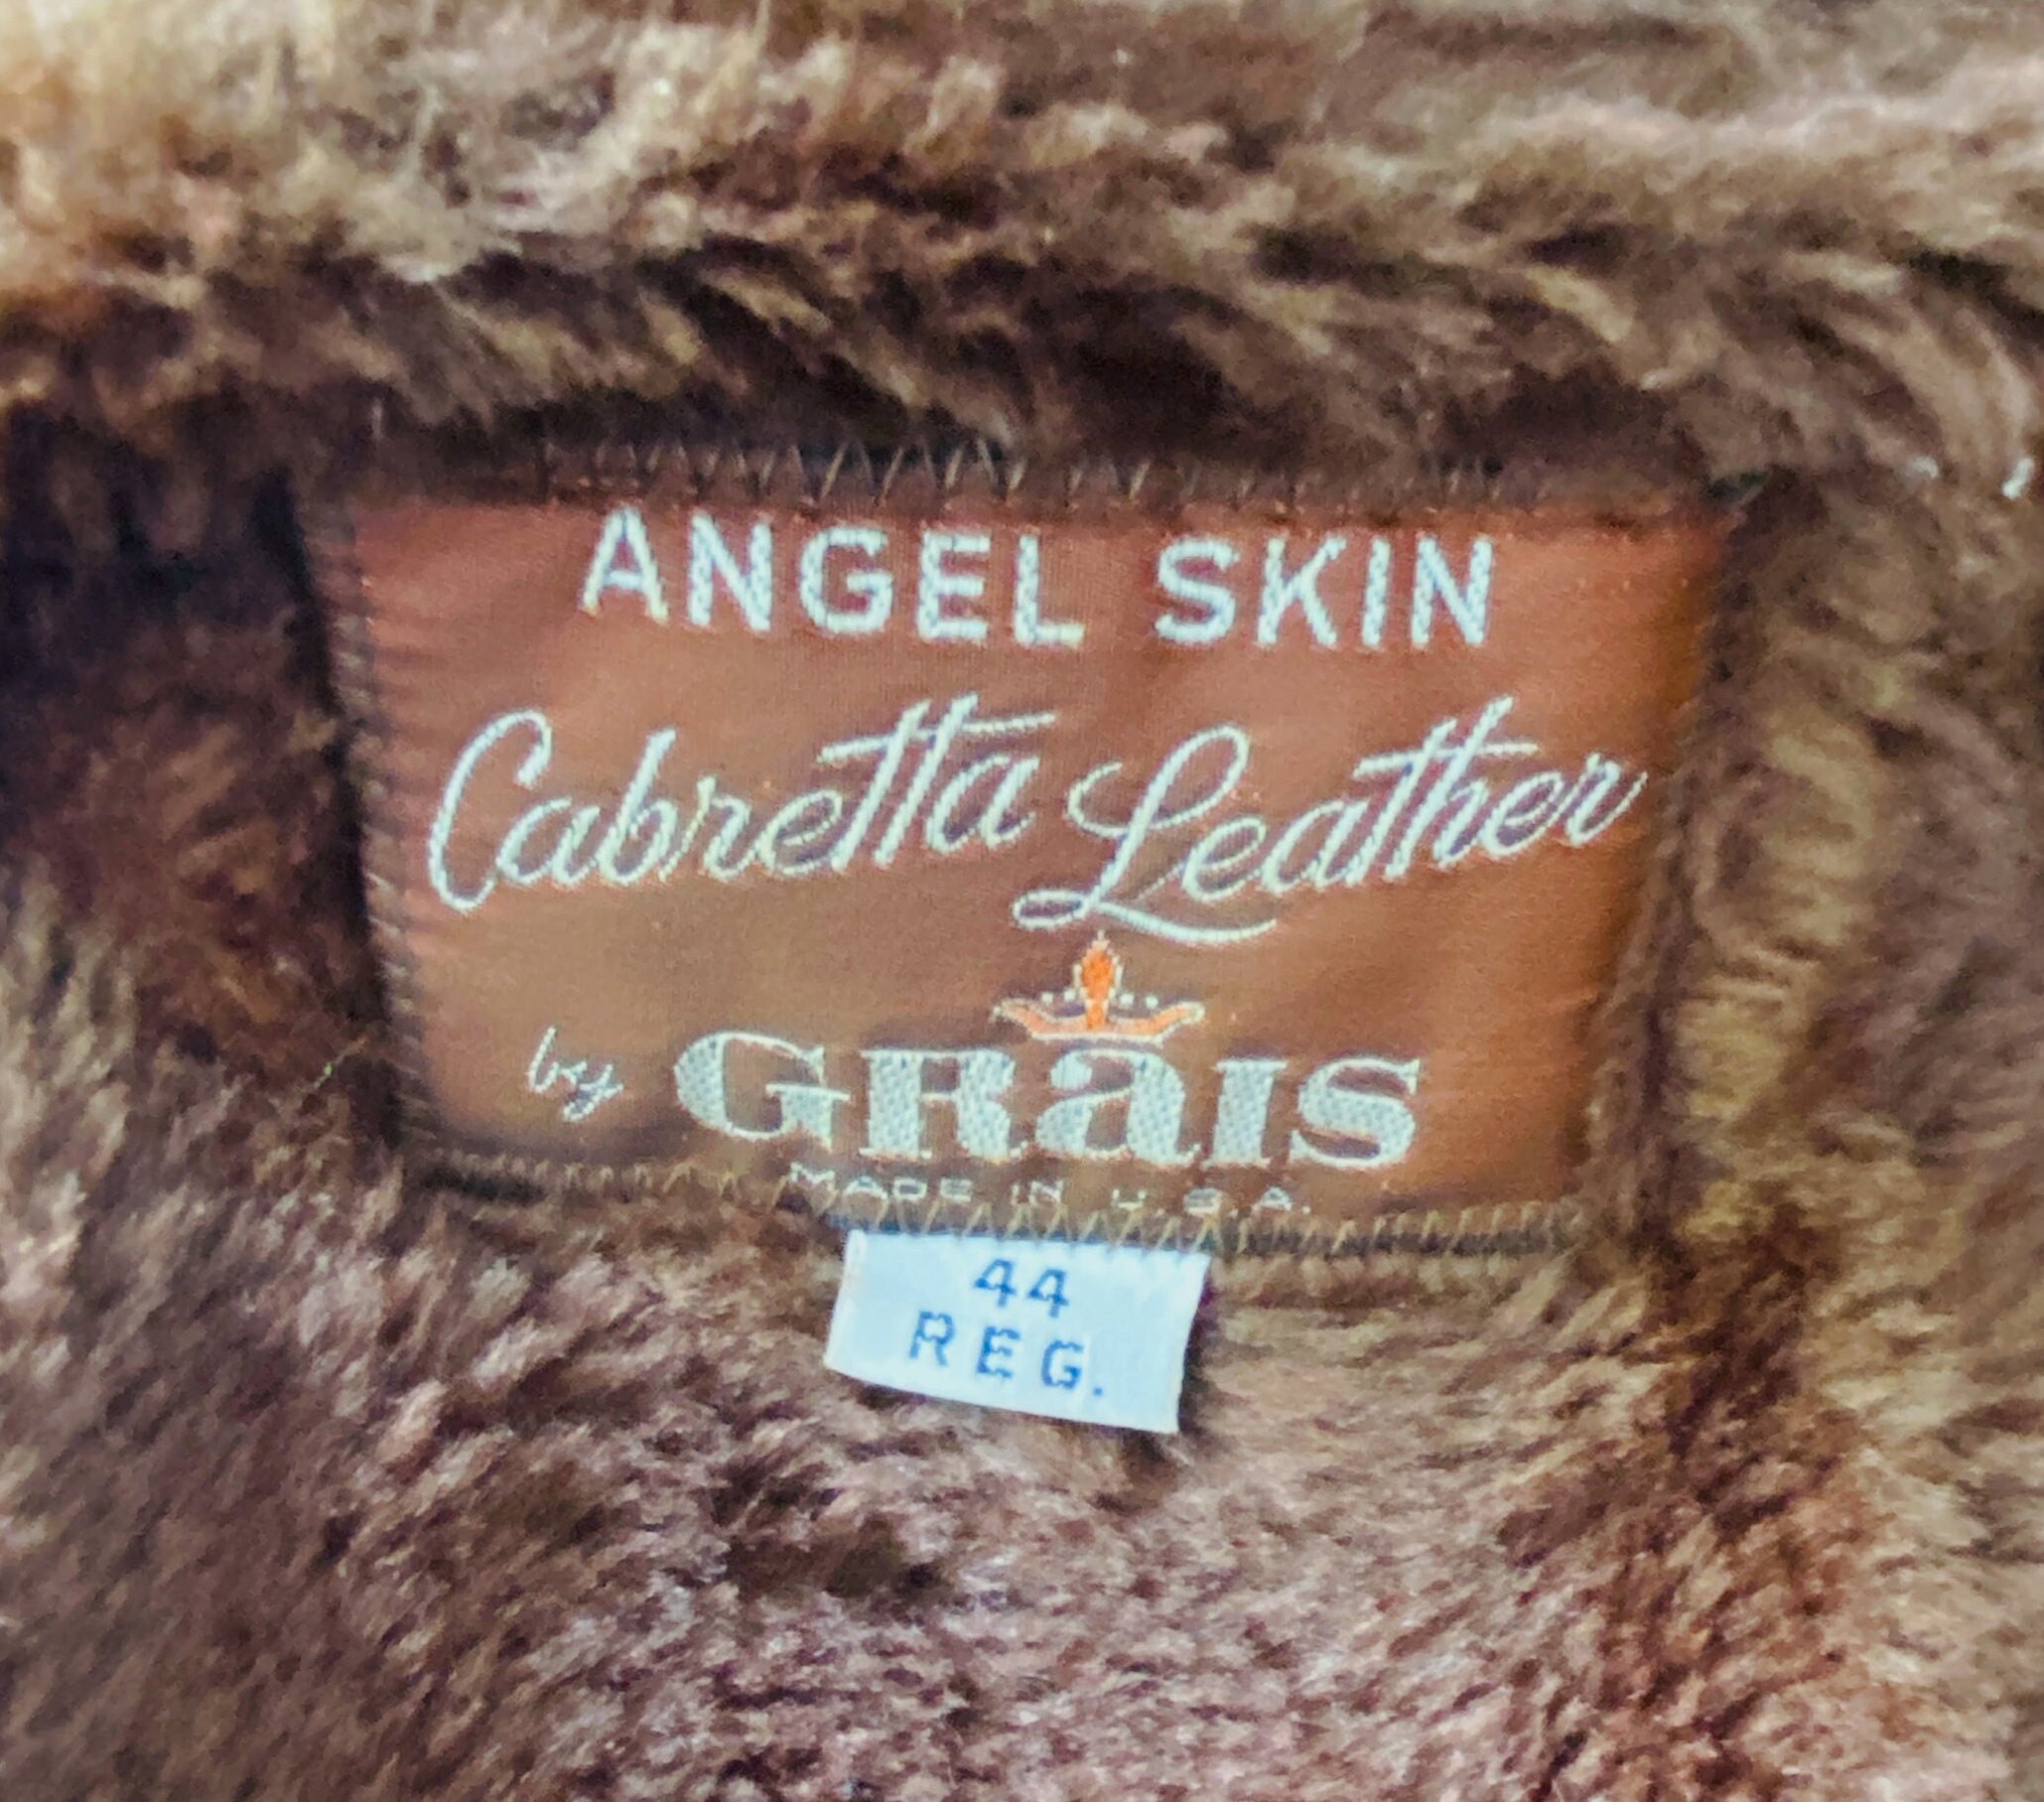 ANGEL SKIN
Cabretta Leather
by GRaIS
MADE IN U.S.A.
44
REG.